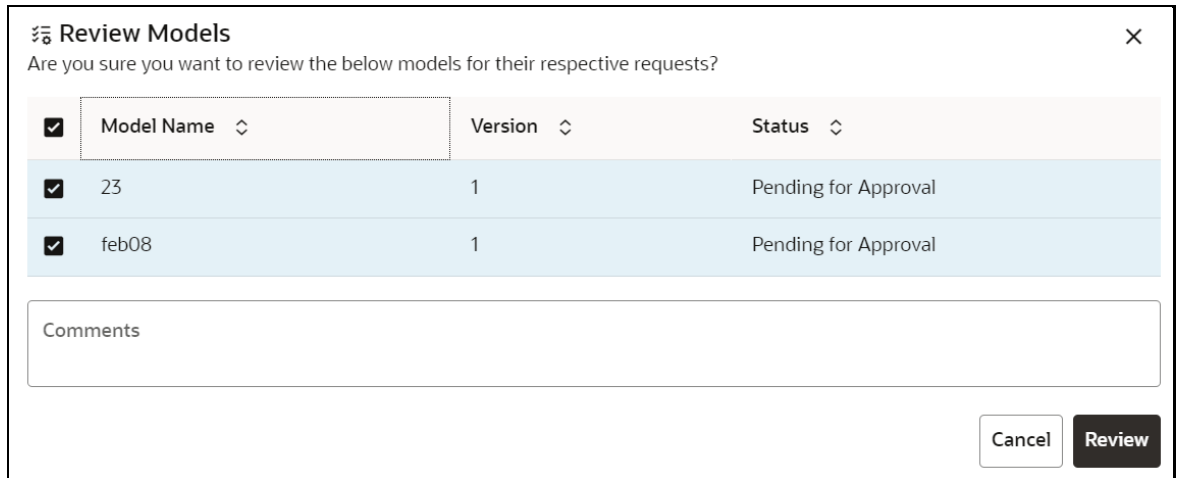 Review Models
Are you sure you want to review the below models for their respective requests?
Model Name Version Status
23 1 Pending for Approval
feb08 1 Pending for Approval
Comments
Cancel Review